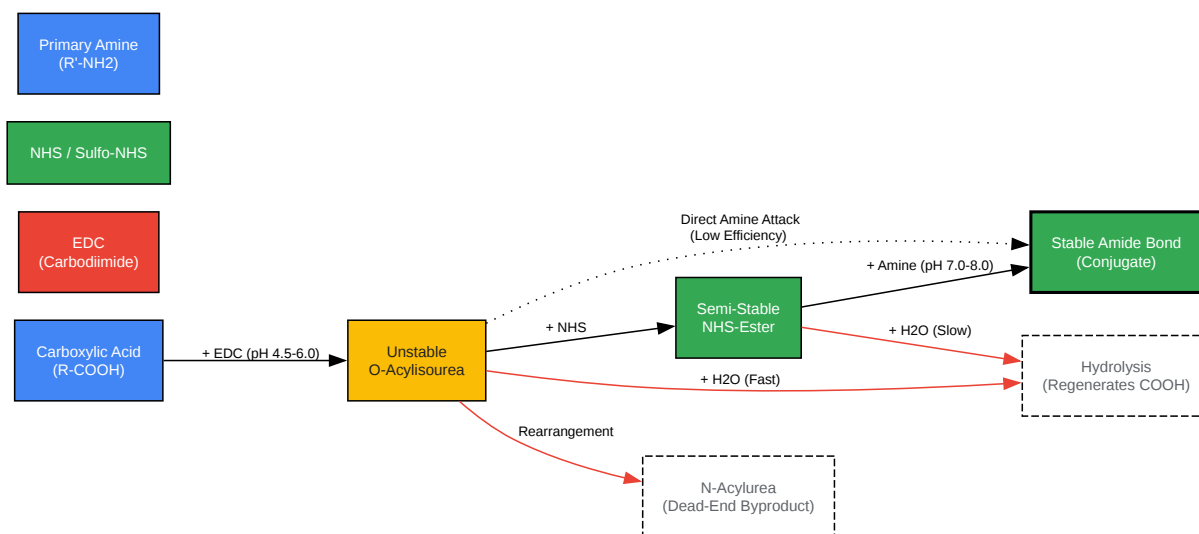 Primary Amine
(R'-NH2)
NHS / Sulfo-NHS
EDC
(Carbodiimide)
Carboxylic Acid
(R-COOH)
+ EDC (pH 4.5-6.0)
Unstable
O-Acylisourea
Direct Amine Attack
(Low Efficiency)
+ NHS
Semi-Stable
NHS-Ester
+ Amine (pH 7.0-8.0)
Stable Amide Bond
(Conjugate)
+ H2O (Slow)
+ H2O (Fast)
Hydrolysis
(Regenerates COOH)
Rearrangement
N-Acylurea
(Dead-End Byproduct)